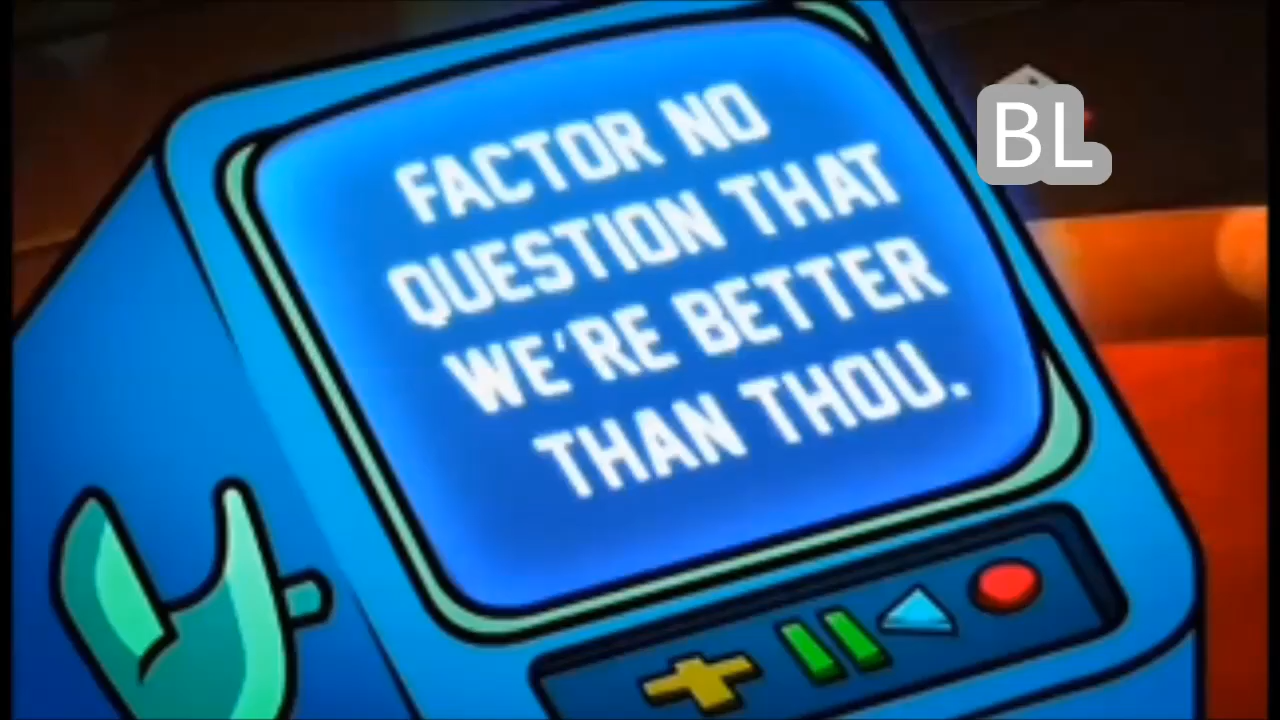 FACTOR NO
QUESTION THAT
WE'RE BETTER
THAN THOU.
BL